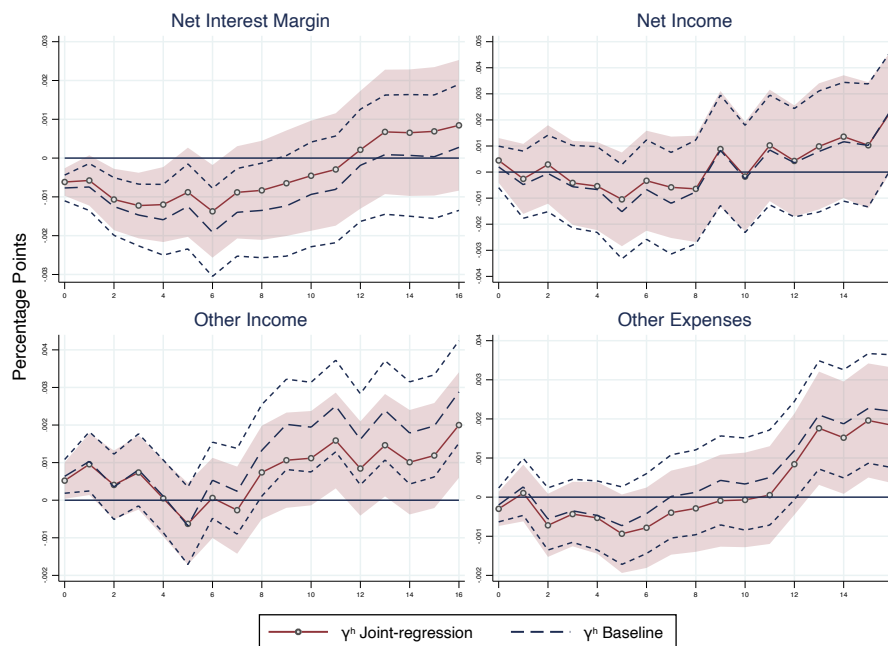 Net Interest Margin
Net Income
.003
.002
.001
0
-.001
-.002
-.003
0 2 4 6 8 10 12 14 16
.005
.004
.003
.002
.001
0
-.001
-.002
-.003
-.004
0 2 4 6 8 10 12 14
Percentage Points
Other Income
Other Expenses
.004
.003
.002
.001
0
-.001
-.002
0 2 4 6 8 10 12 14 16
.004
.003
.002
.001
0
-.001
-.002
0 2 4 6 8 10 12 14
γʰ Joint-regression
γʰ Baseline